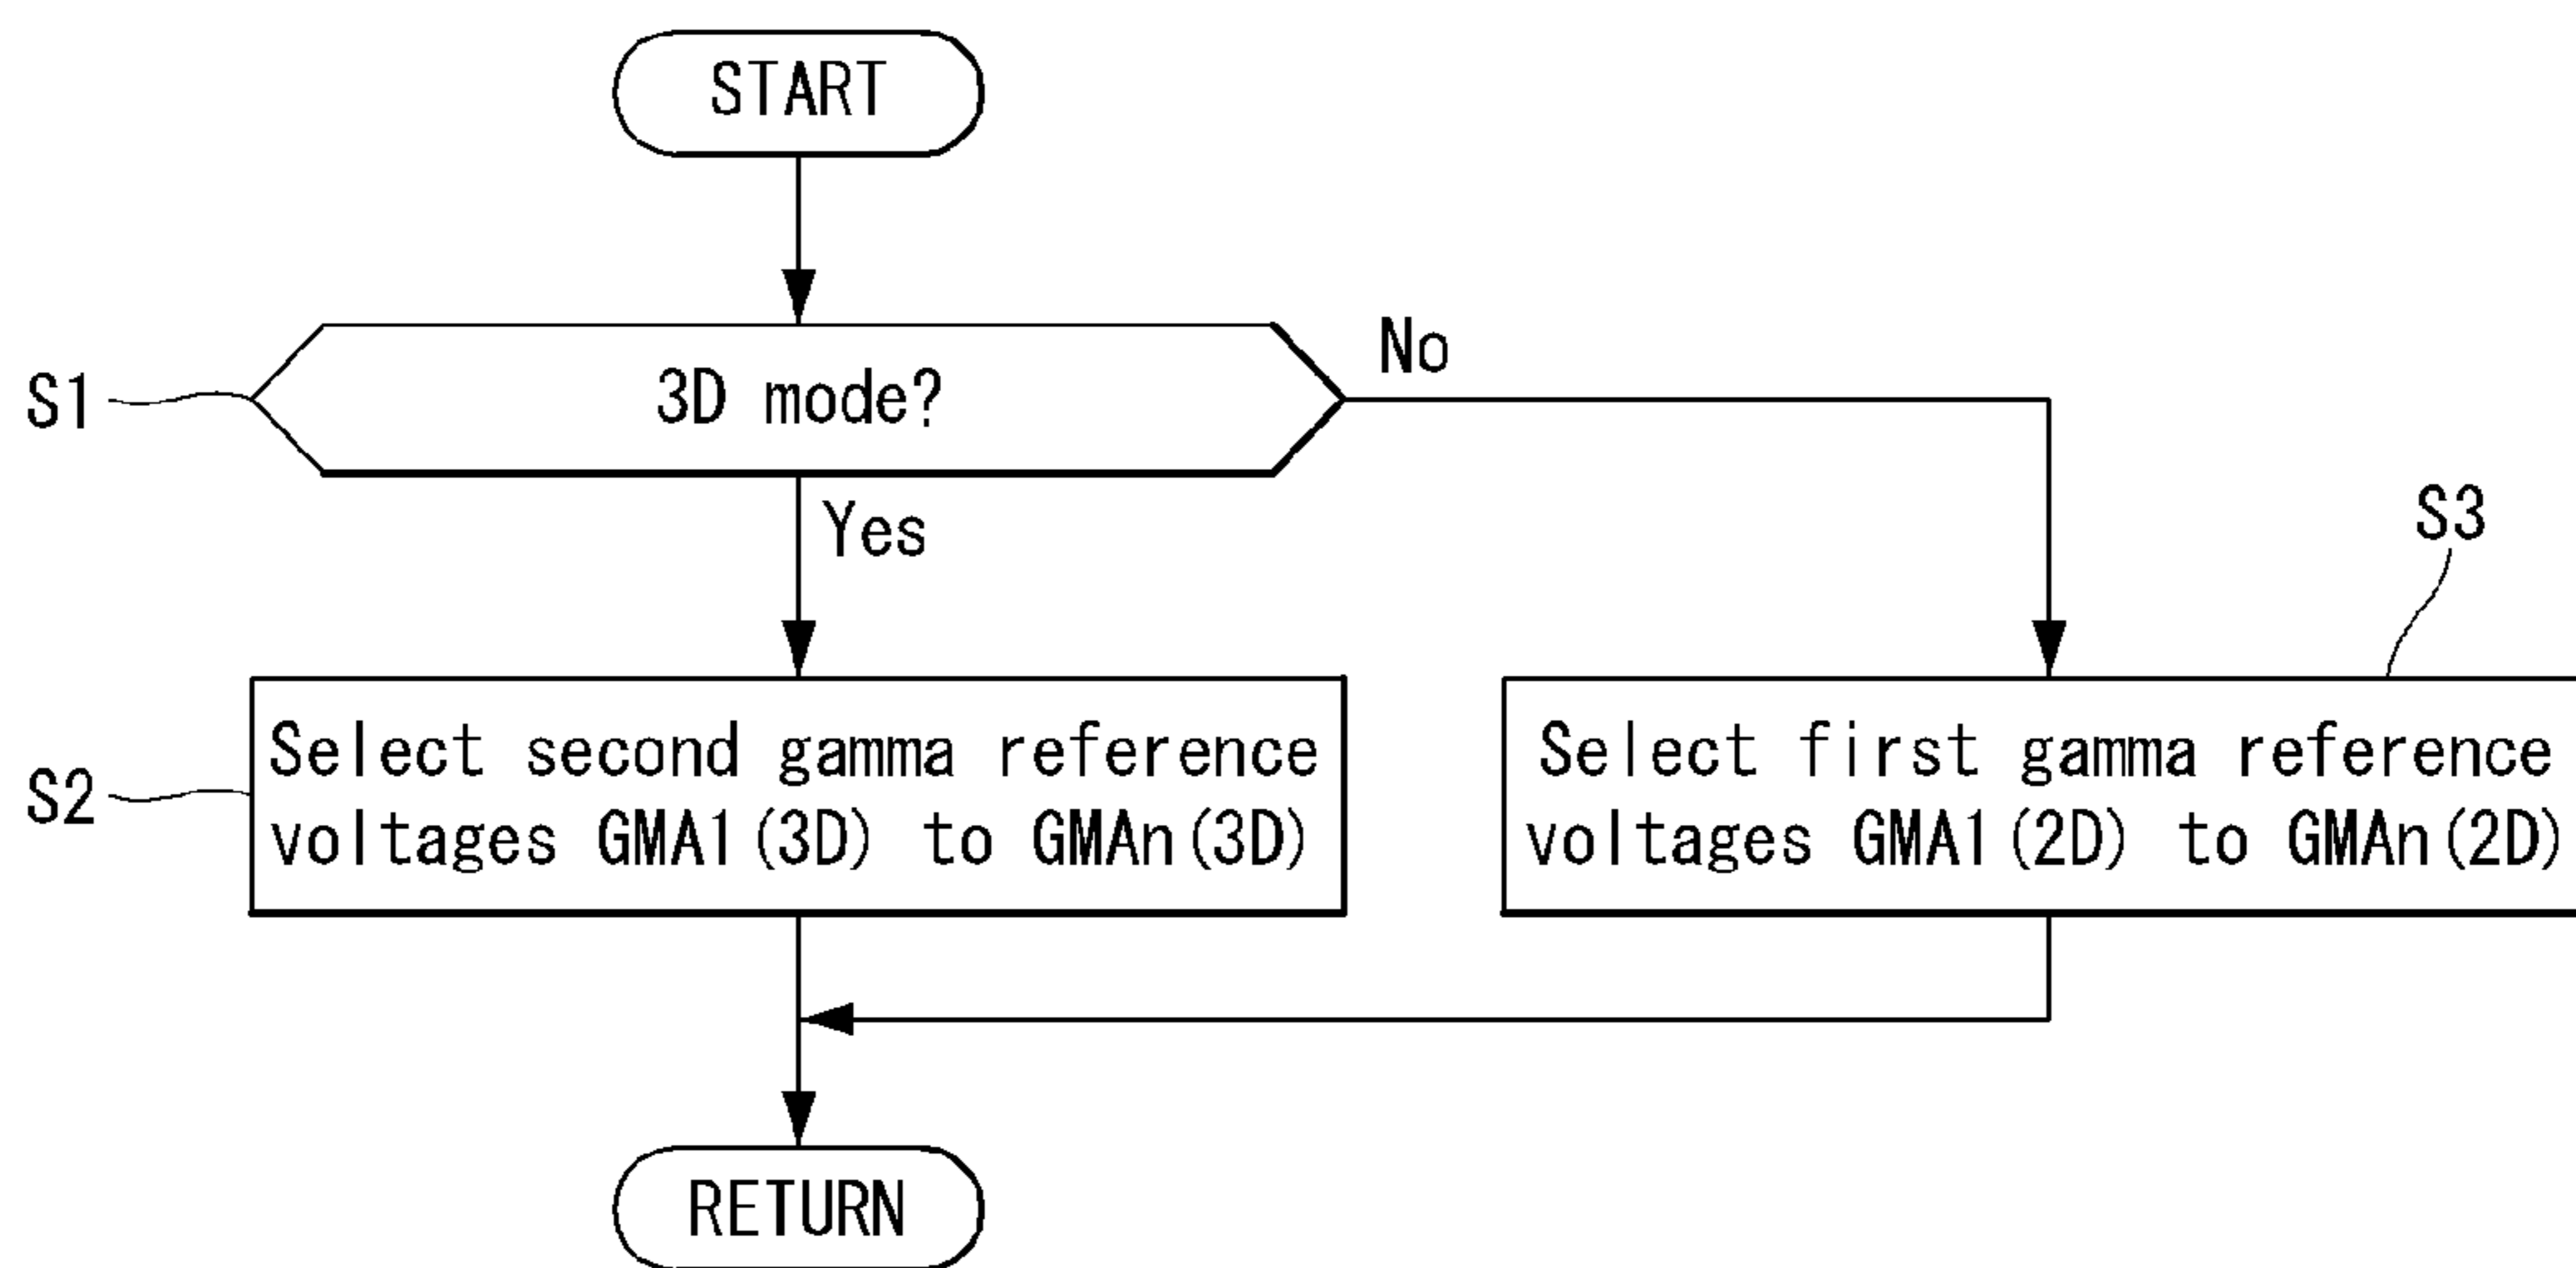 START
S1
3D mode?
No
Yes
S3
S2
Select second gamma reference
voltages GMA1(3D) to GMAn(3D)
Select first gamma reference
voltages GMA1(2D) to GMAn(2D)
RETURN